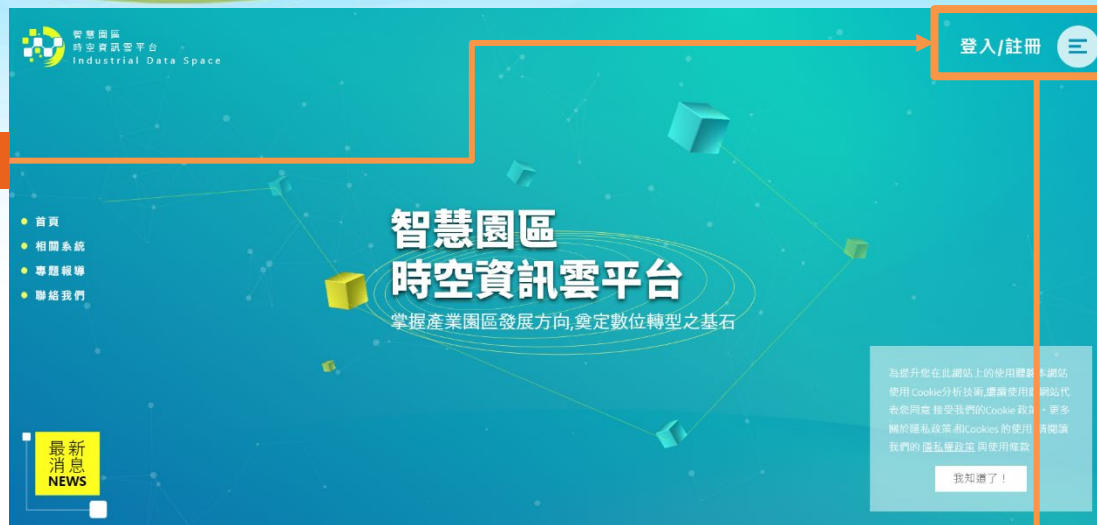 智慧園區
時空資訊雲平台
Industrial Data Space
登入/註冊
首頁
相關系統
專題報導
聯絡我們
智慧園區
時空資訊雲平台
掌握產業園區發展方向,奠定數位轉型之基石
最新
消息
NEWS
為提升您在此網站上的使用體驗本網站
使用 Cookie分析技術,繼續使用此網站代
表您同意 接受我們的Cookie 政策。更多
關於隱私政策 和Cookies 的使用 請閱讀
我們的 隱私權政策 與使用條款
我知道了!